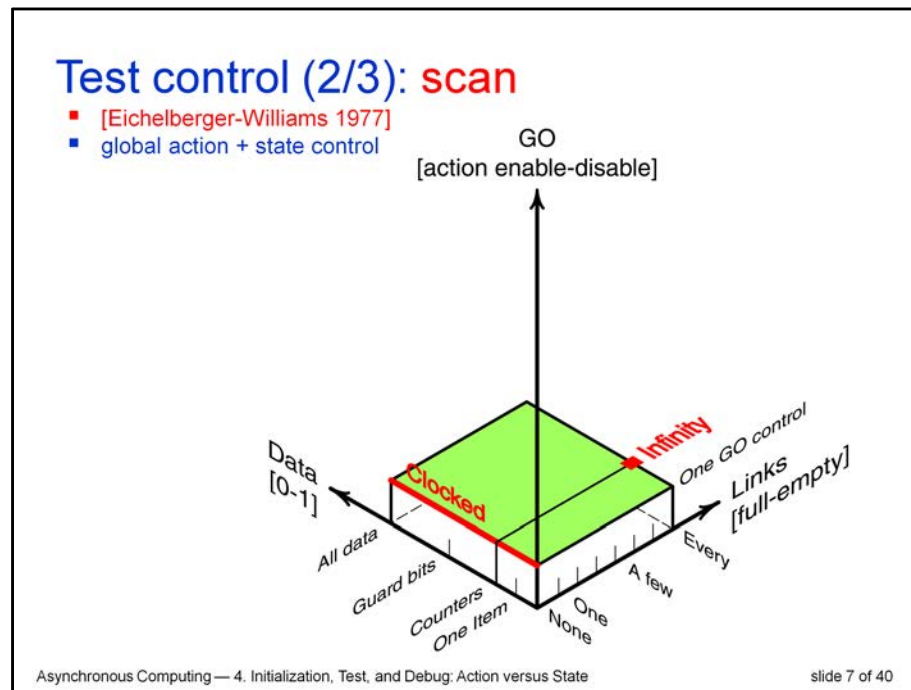 Test control (2/3): scan
[Eichelberger-Williams 1977]
global action + state control
GO
[action enable-disable]
Data
[0-1]
Clocked
Infinity
One GO control
Links
[full-empty]
All data
Guard bits
Counters
One Item
None
One
A few
Every
Asynchronous Computing — 4. Initialization, Test, and Debug: Action versus State
slide 7 of 40